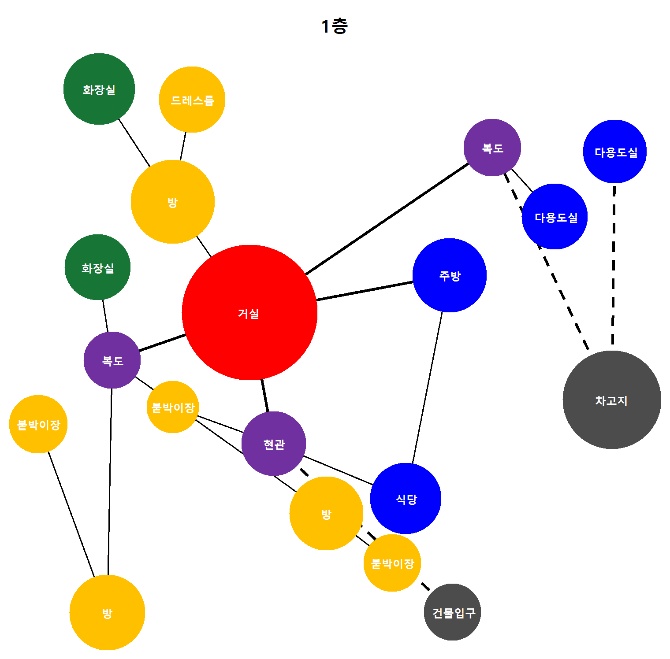 1층
화장실
드레스룸
복도
다용도실
방
다용도실
화장실
주방
거실
복도
차고지
붙박이장
붙박이장
현관
식당
방
붙박이장
방
건물입구